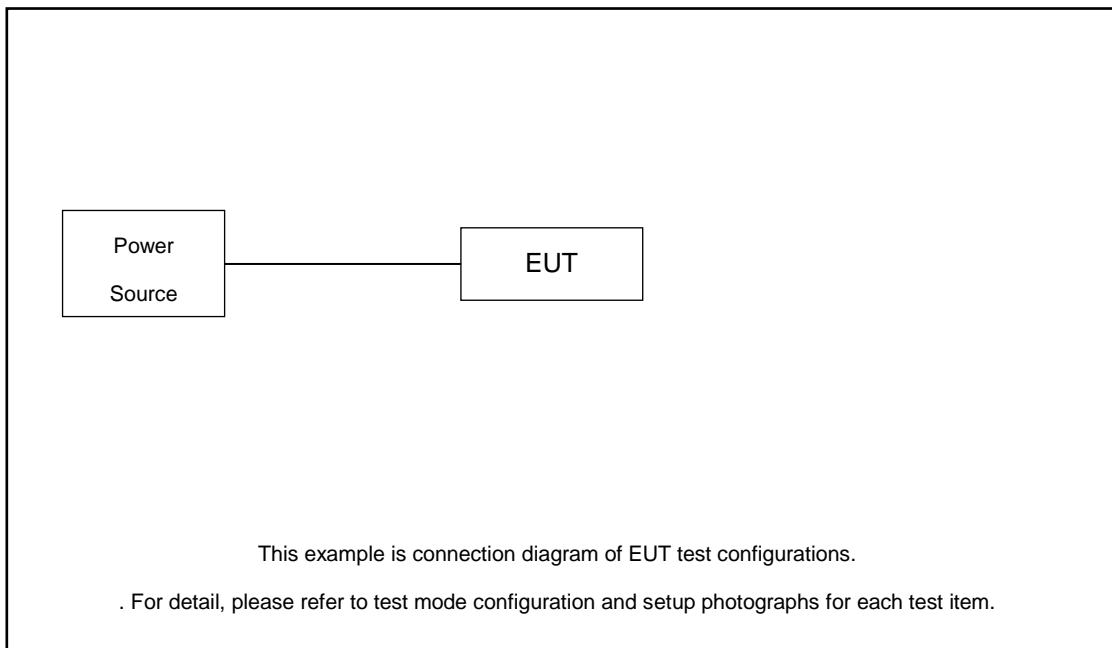 Power
Source
EUT
This example is connection diagram of EUT test configurations.
. For detail, please refer to test mode configuration and setup photographs for each test item.